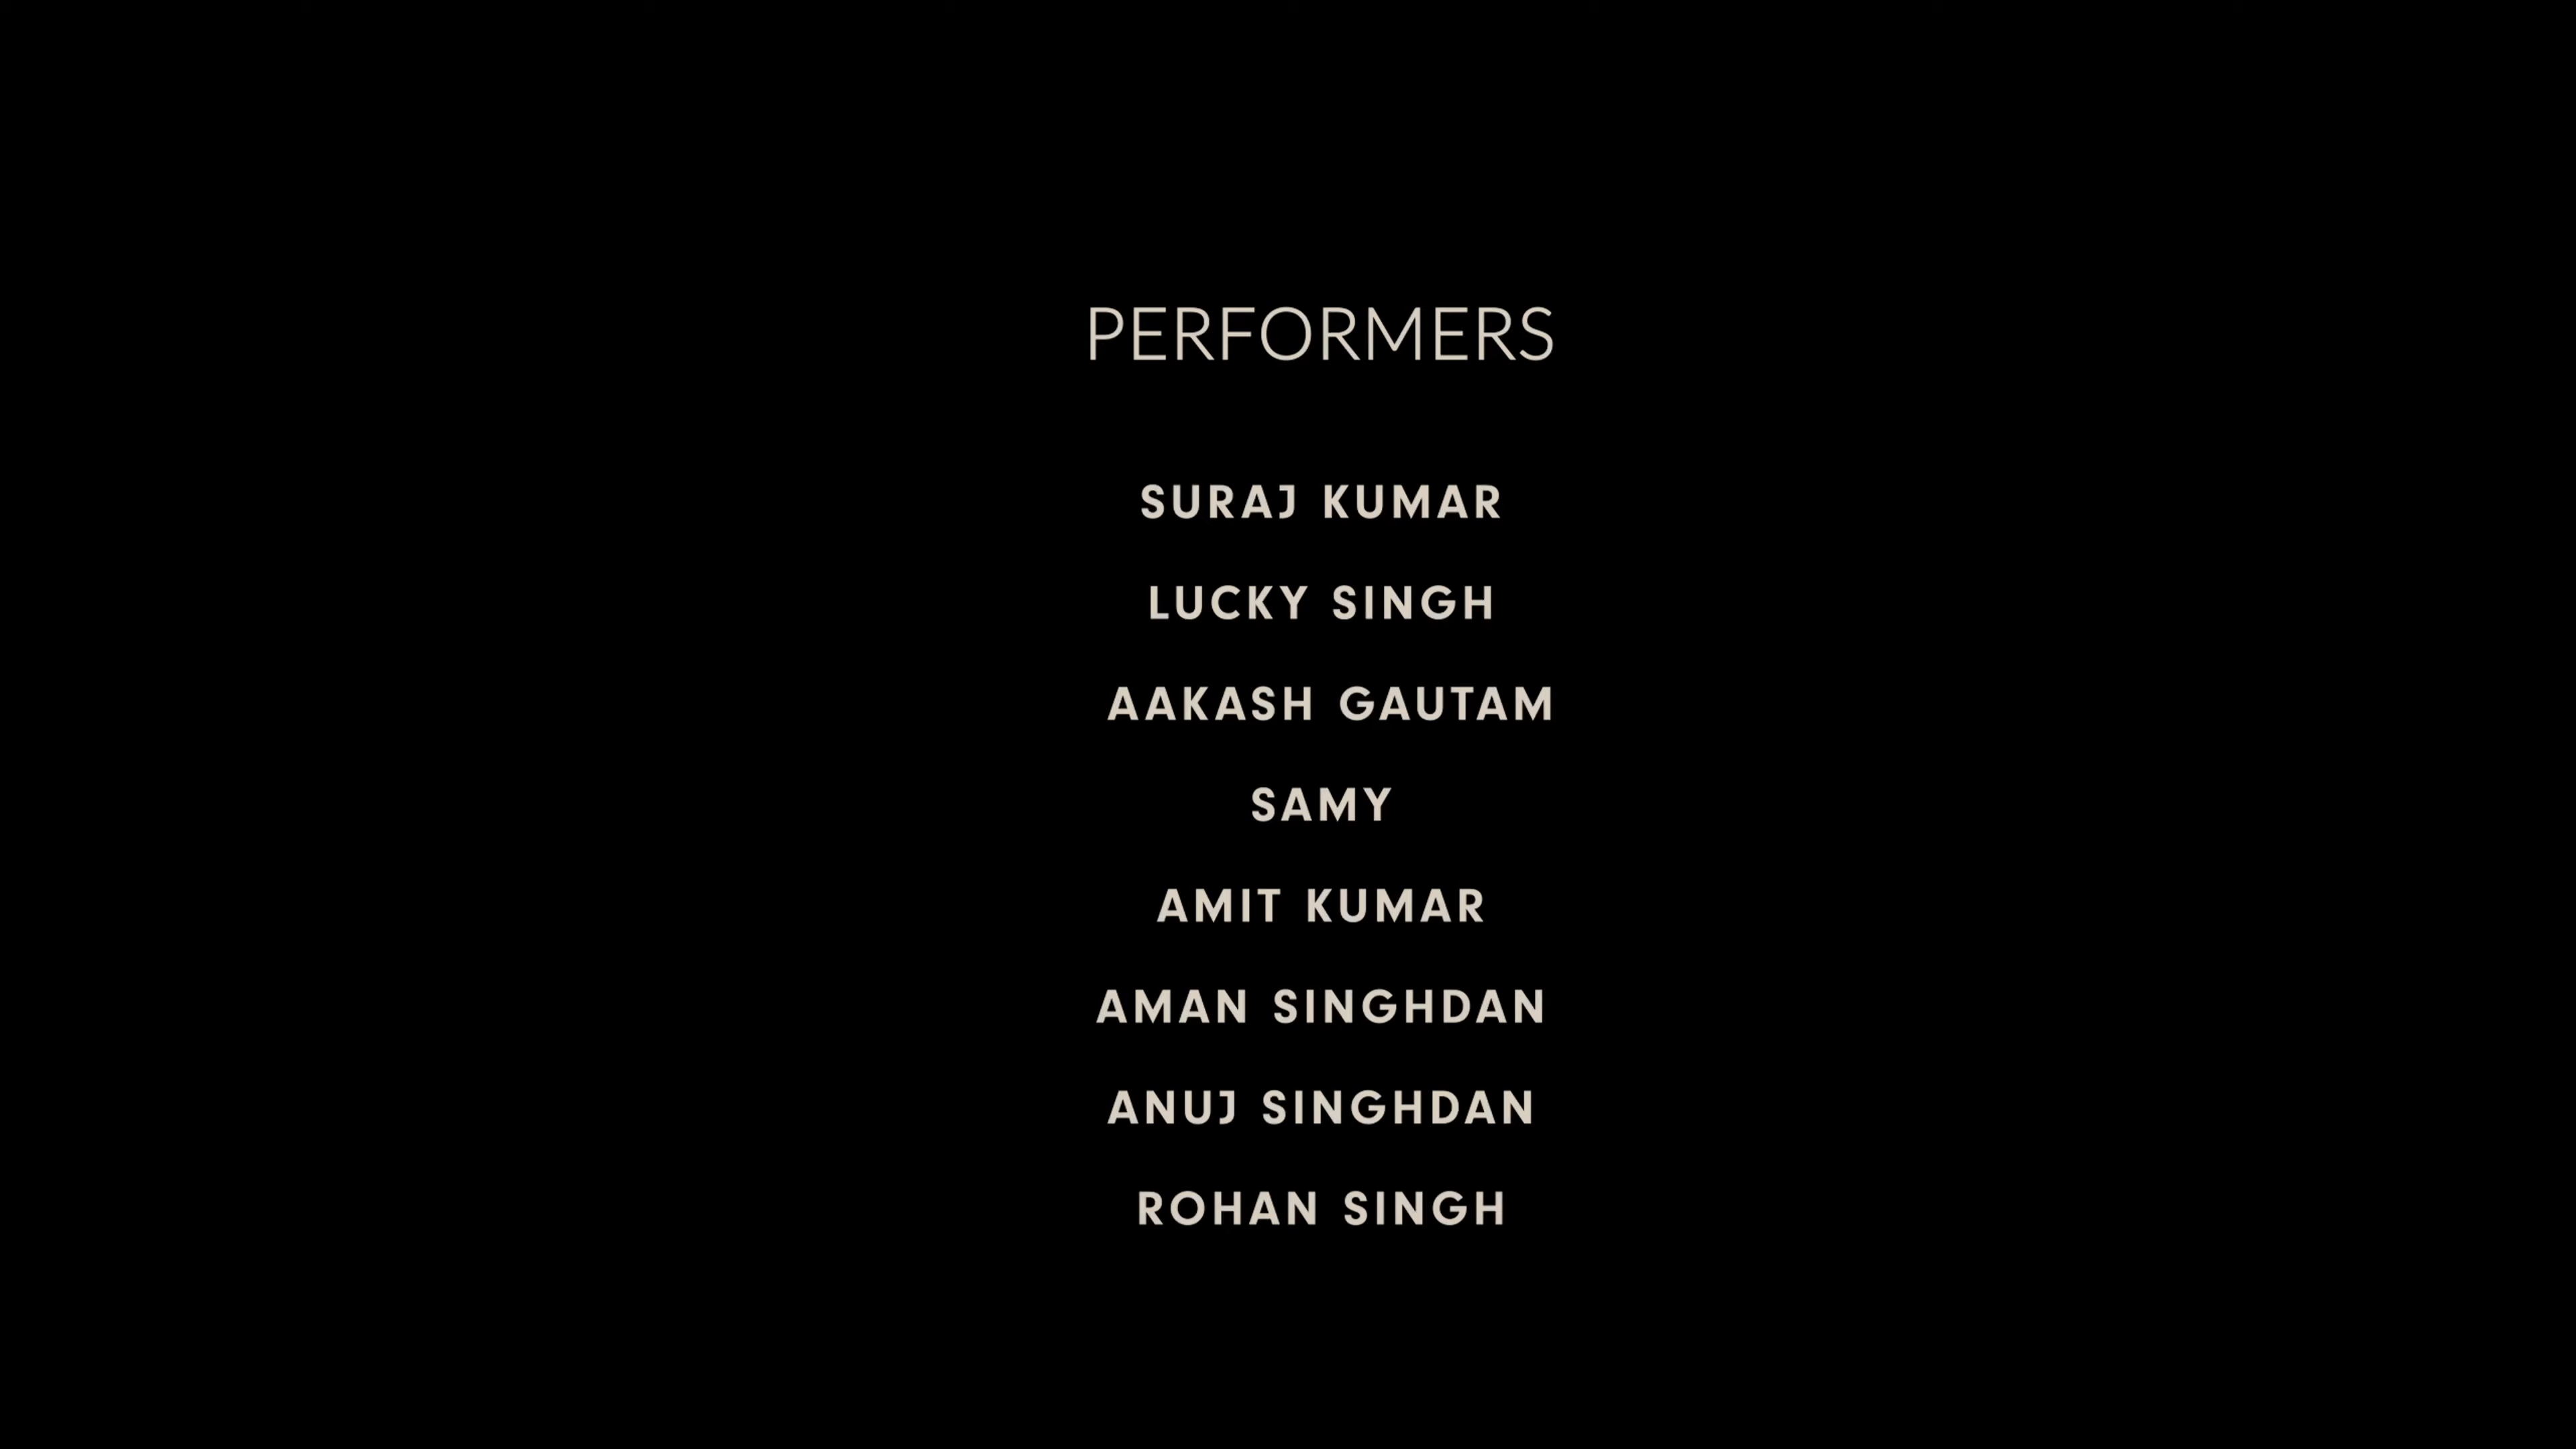 PERFORMERS
SURAJ KUMAR
LUCKY SINGH
AAKASH GAUTAM
SAMY
AMIT KUMAR
AMAN SINGHDAN
ANUJ SINGHDAN
ROHAN SINGH